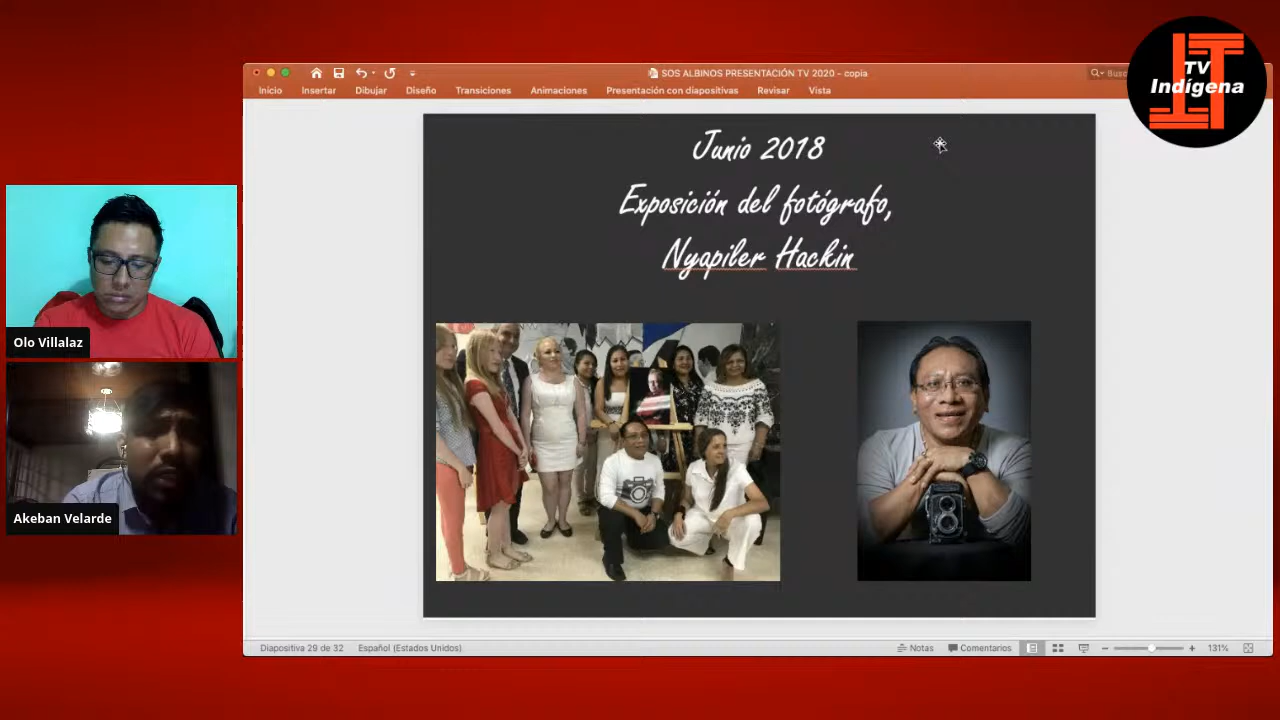 SOS ALBINOS PRESENTACIÓN TV 2020 - copia
Busc
Inicio Insertar Dibujar Diseño Transiciones Animaciones Presentación con diapositivas Revisar Vista
TV
Indígena
Junio 2018
Exposición del fotógrafo,
Nyapiler Hackin
Olo Villalaz
Akeban Velarde
Diapositiva 29 de 32 Español (Estados Unidos) Notas Comentarios 131%